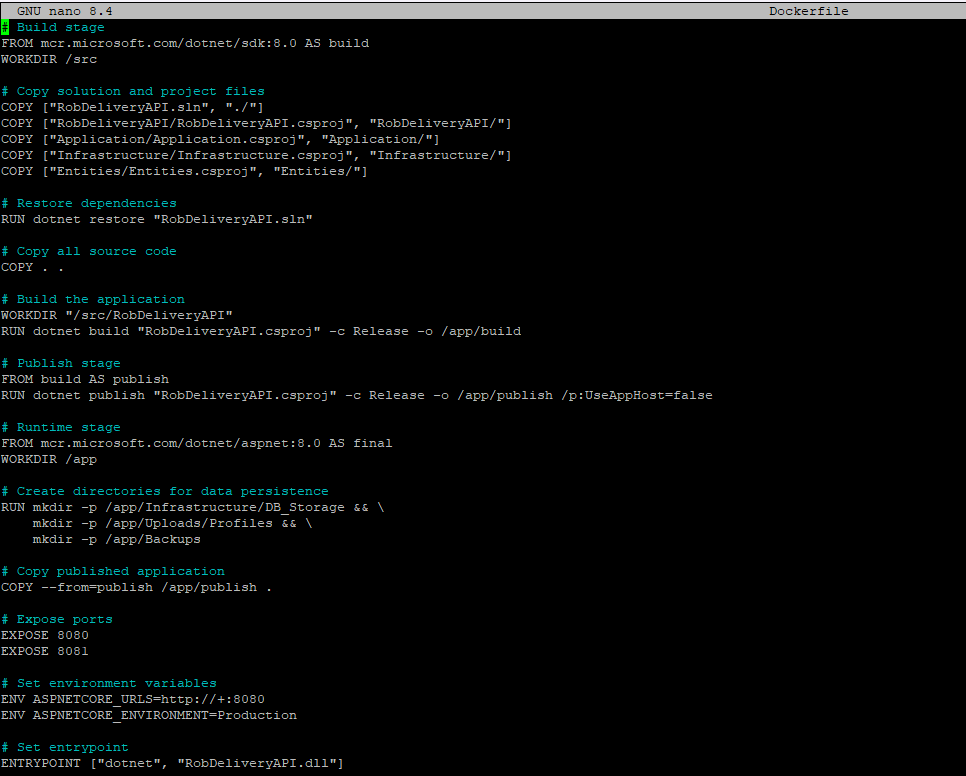 GNU nano 8.4 Dockerfile
# Build stage
FROM mcr.microsoft.com/dotnet/sdk:8.0 AS build
WORKDIR /src
# Copy solution and project files
COPY ["RobDeliveryAPI.sln", "./"]
COPY ["RobDeliveryAPI/RobDeliveryAPI.csproj", "RobDeliveryAPI/"]
COPY ["Application/Application.csproj", "Application/"]
COPY ["Infrastructure/Infrastructure.csproj", "Infrastructure/"]
COPY ["Entities/Entities.csproj", "Entities/"]
# Restore dependencies
RUN dotnet restore "RobDeliveryAPI.sln"
# Copy all source code
COPY . .
# Build the application
WORKDIR "/src/RobDeliveryAPI"
RUN dotnet build "RobDeliveryAPI.csproj" -c Release -o /app/build
# Publish stage
FROM build AS publish
RUN dotnet publish "RobDeliveryAPI.csproj" -c Release -o /app/publish /p:UseAppHost=false
# Runtime stage
FROM mcr.microsoft.com/dotnet/aspnet:8.0 AS final
WORKDIR /app
# Create directories for data persistence
RUN mkdir -p /app/Infrastructure/DB_Storage && \
    mkdir -p /app/Uploads/Profiles && \
    mkdir -p /app/Backups
# Copy published application
COPY --from=publish /app/publish .
# Expose ports
EXPOSE 8080
EXPOSE 8081
# Set environment variables
ENV ASPNETCORE_URLS=http://+:8080
ENV ASPNETCORE_ENVIRONMENT=Production
# Set entrypoint
ENTRYPOINT ["dotnet", "RobDeliveryAPI.dll"]